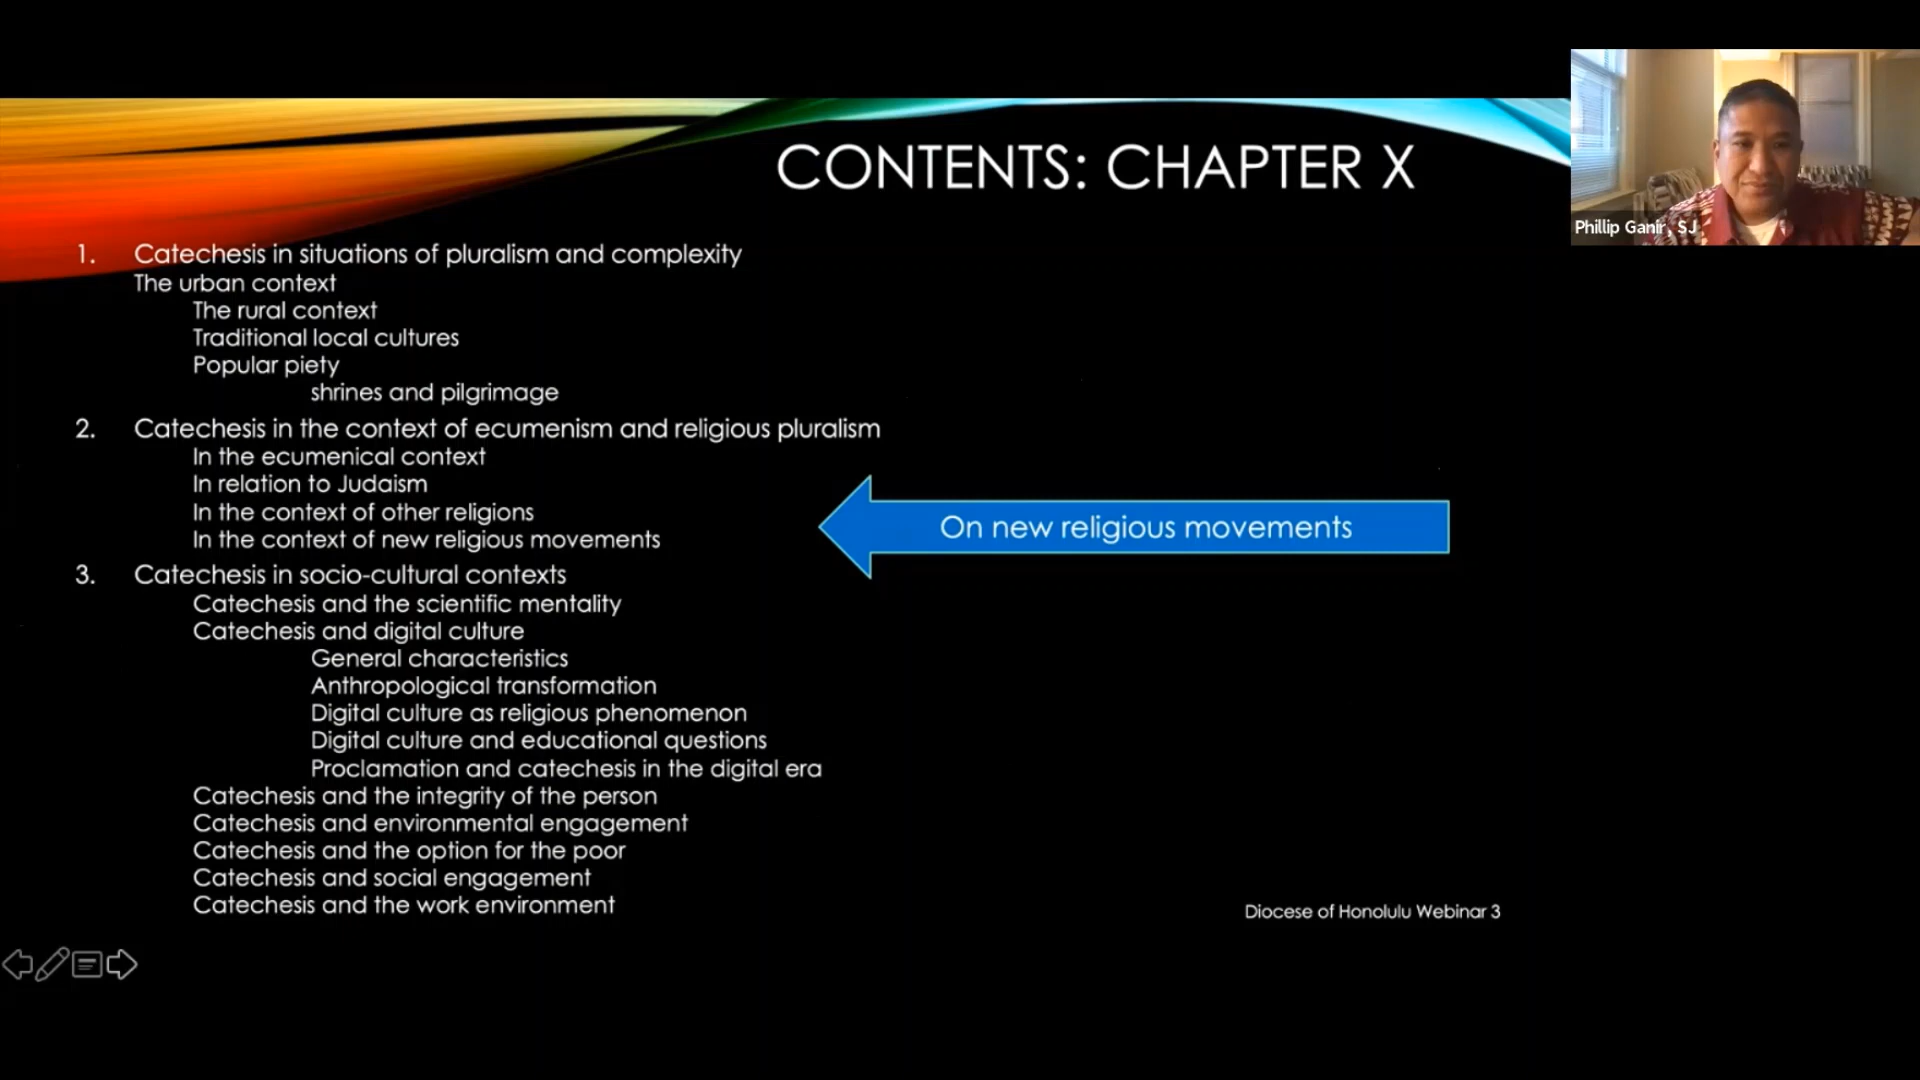 CONTENTS: CHAPTER X
Phillip Ganir, SJ
1. Catechesis in situations of pluralism and complexity
The urban context
The rural context
Traditional local cultures
Popular piety
shrines and pilgrimage
2. Catechesis in the context of ecumenism and religious pluralism
In the ecumenical context
In relation to Judaism
In the context of other religions
In the context of new religious movements
On new religious movements
3. Catechesis in socio-cultural contexts
Catechesis and the scientific mentality
Catechesis and digital culture
General characteristics
Anthropological transformation
Digital culture as religious phenomenon
Digital culture and educational questions
Proclamation and catechesis in the digital era
Catechesis and the integrity of the person
Catechesis and environmental engagement
Catechesis and the option for the poor
Catechesis and social engagement
Catechesis and the work environment
Diocese of Honolulu Webinar 3